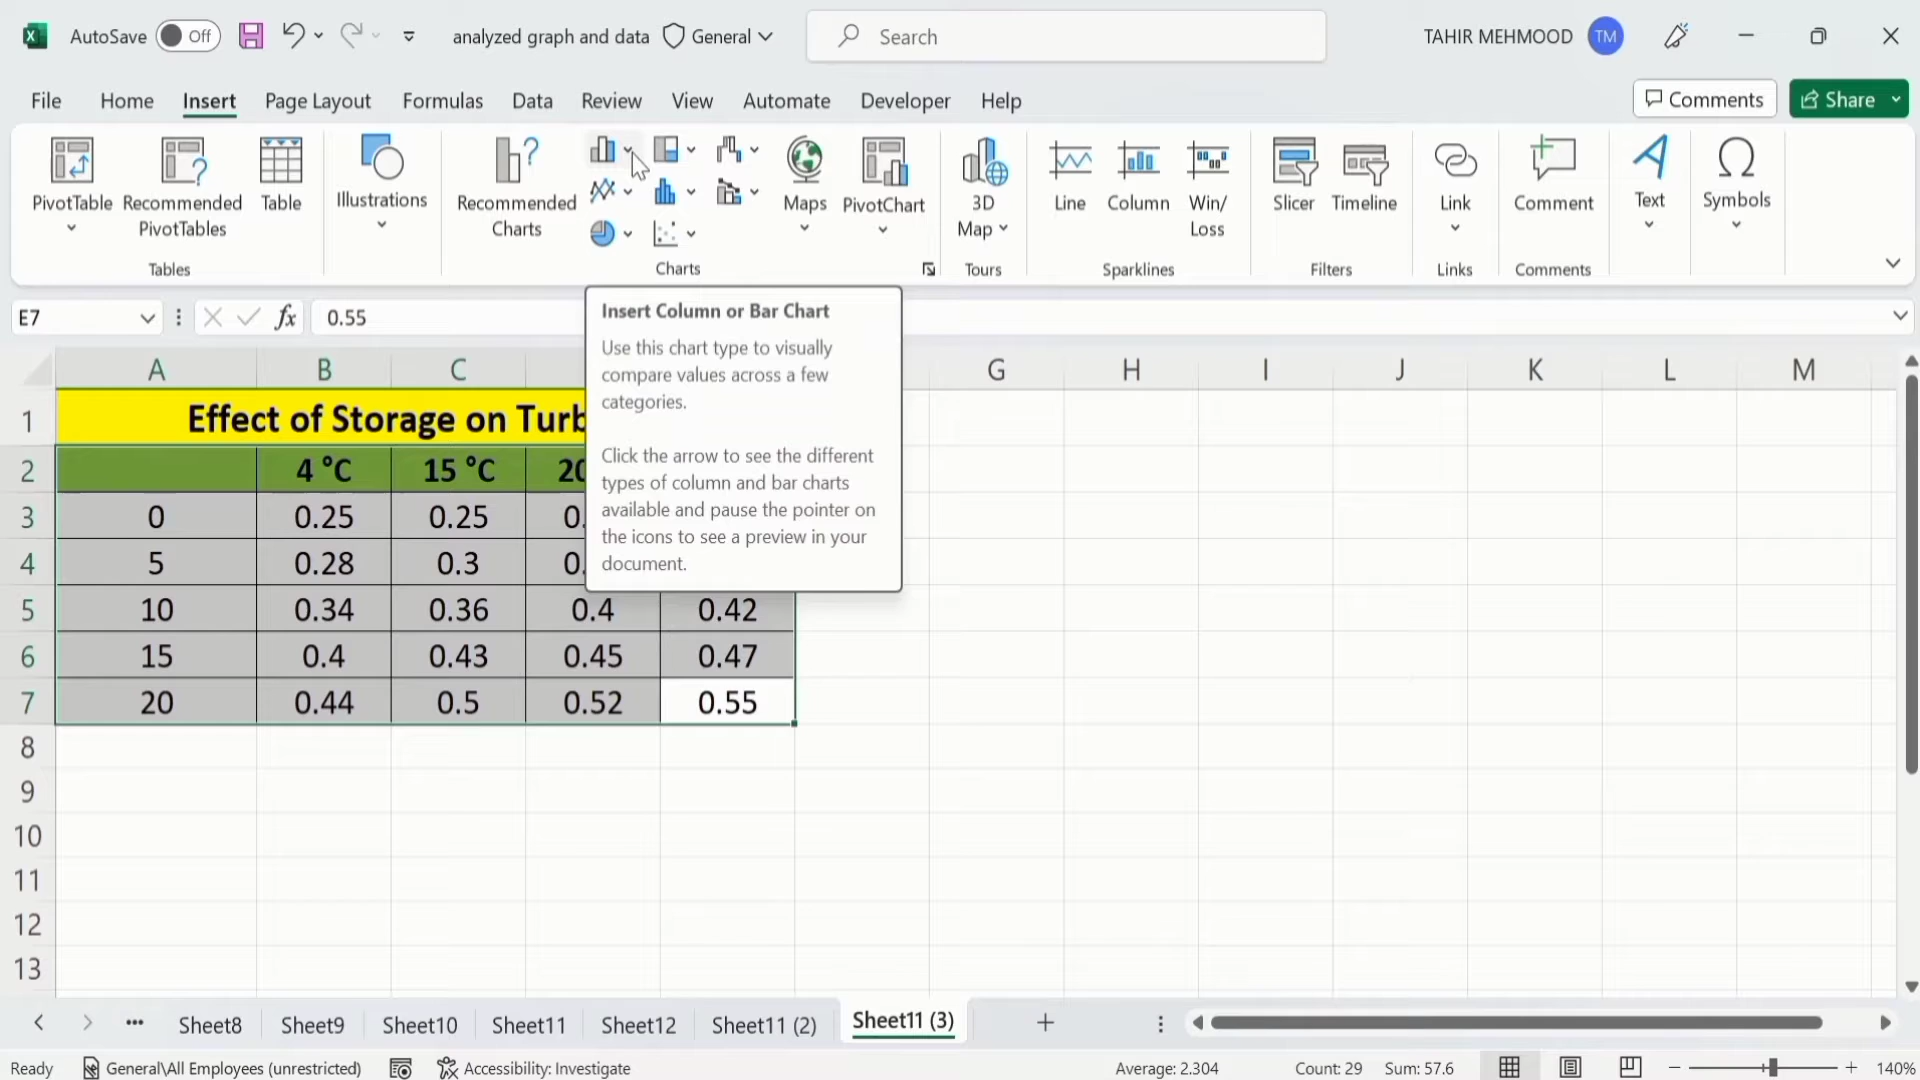 AutoSave Off analyzed graph and data General Search TAHIR MEHMOOD TM
File Home Insert Page Layout Formulas Data Review View Automate Developer Help Comments Share
PivotTable
Recommended
PivotTables
Table
Tables
Illustrations
Recommended
Charts
Maps
PivotChart
Charts
3D
Map
Tours
Line
Column
Win/
Loss
Sparklines
Slicer
Timeline
Filters
Link
Links
Comment
Comments
Text
Symbols
E7 fx 0.55
Insert Column or Bar Chart
Use this chart type to visually
compare values across a few
categories.
Click the arrow to see the different
types of column and bar charts
available and pause the pointer on
the icons to see a preview in your
document.
A B C G H I J K L M
1 Effect of Storage on
2 4 °C 15 °C
3 0 0.25 0.25
4 5 0.28 0.3
5 10 0.34 0.36 0.4 0.42
6 15 0.4 0.43 0.45 0.47
7 20 0.44 0.5 0.52 0.55
8
9
10
11
12
13
Sheet8 Sheet9 Sheet10 Sheet11 Sheet12 Sheet11 (2) Sheet11 (3)
Ready General\All Employees (unrestricted) Accessibility: Investigate Average: 2.304 Count: 29 Sum: 57.6 140%